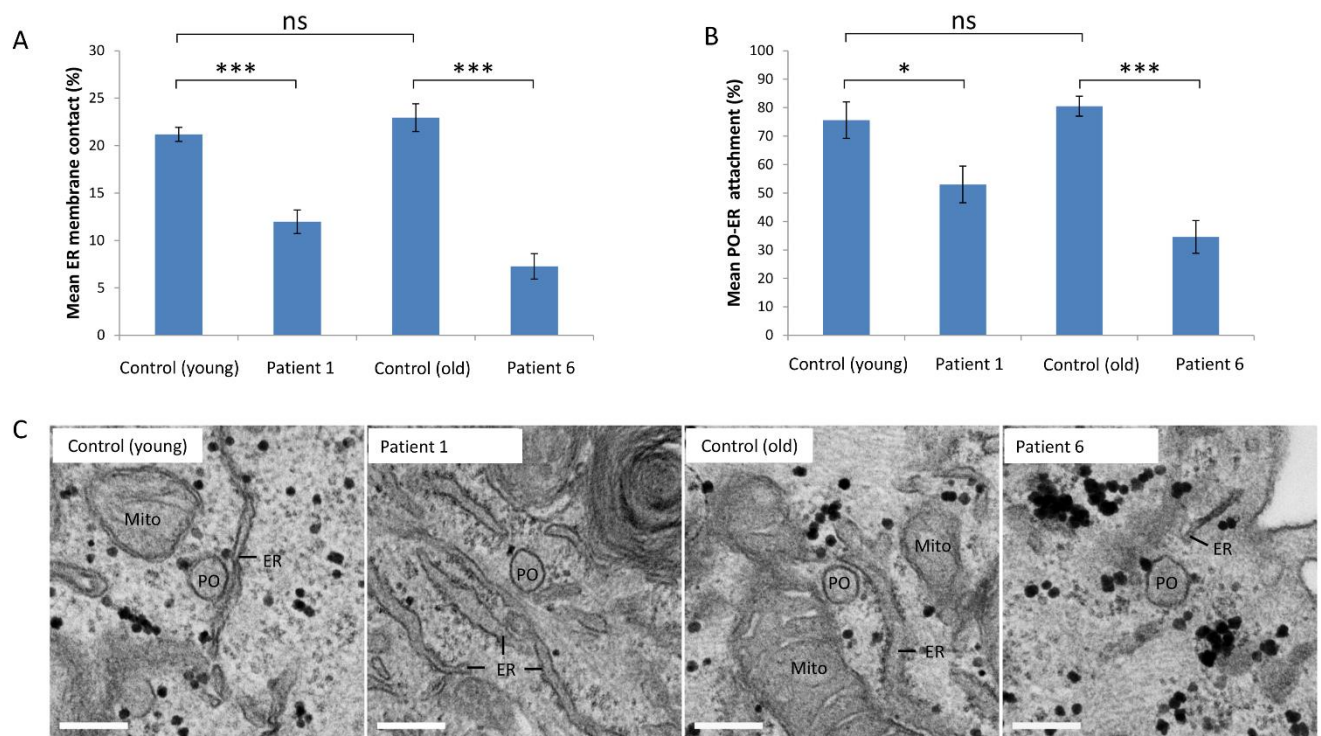 A
ns
***
***
Mean ER membrane contact (%)
30
25
20
15
10
5
0
Control (young)
Patient 1
Control (old)
Patient 6
B
ns
*
***
Mean PO-ER attachment (%)
100
90
80
70
60
50
40
30
20
10
0
Control (young)
Patient 1
Control (old)
Patient 6
C
Control (young)
Mito
PO
ER
Patient 1
PO
ER
Control (old)
Mito
PO
Mito
ER
Patient 6
ER
PO